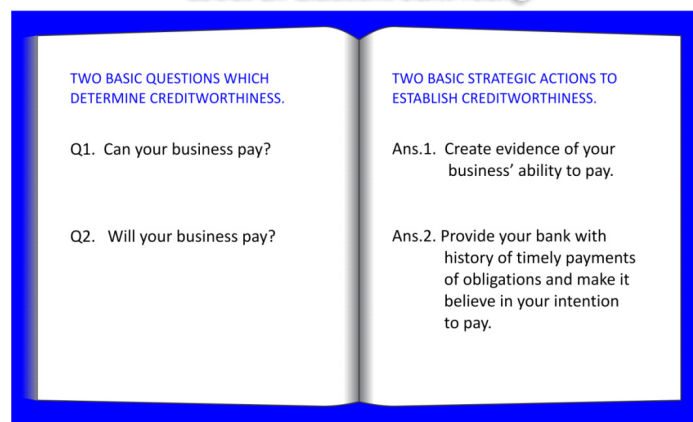 TWO BASIC QUESTIONS WHICH
DETERMINE CREDITWORTHINESS.
Q1. Can your business pay?
Q2. Will your business pay?
TWO BASIC STRATEGIC ACTIONS TO
ESTABLISH CREDITWORTHINESS.
Ans.1. Create evidence of your
business’ ability to pay.
Ans.2. Provide your bank with
history of timely payments
of obligations and make it
believe in your intention
to pay.